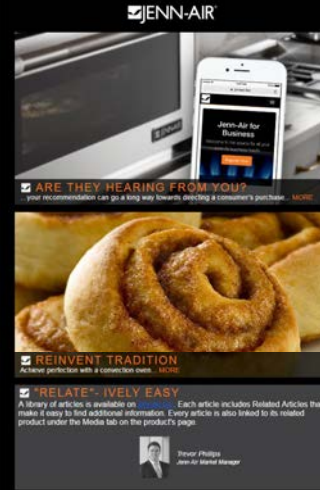 JENN-AIR
Jenn-Air for
Business
ARE THEY HEARING FROM YOU?
...your recommendation can go a long way towards directing a consumer's purchase... MORE
REINVENT TRADITION
Achieve perfection with a convection oven... MORE
"RELATE"- IVELY EASY
A library of articles is available on Each article includes Related Articles tha
make it easy to find additional information. Every article is also linked to its related
product under the Media tab on the product's page.
Trevor Phillips
Jenn-Air Market Manager